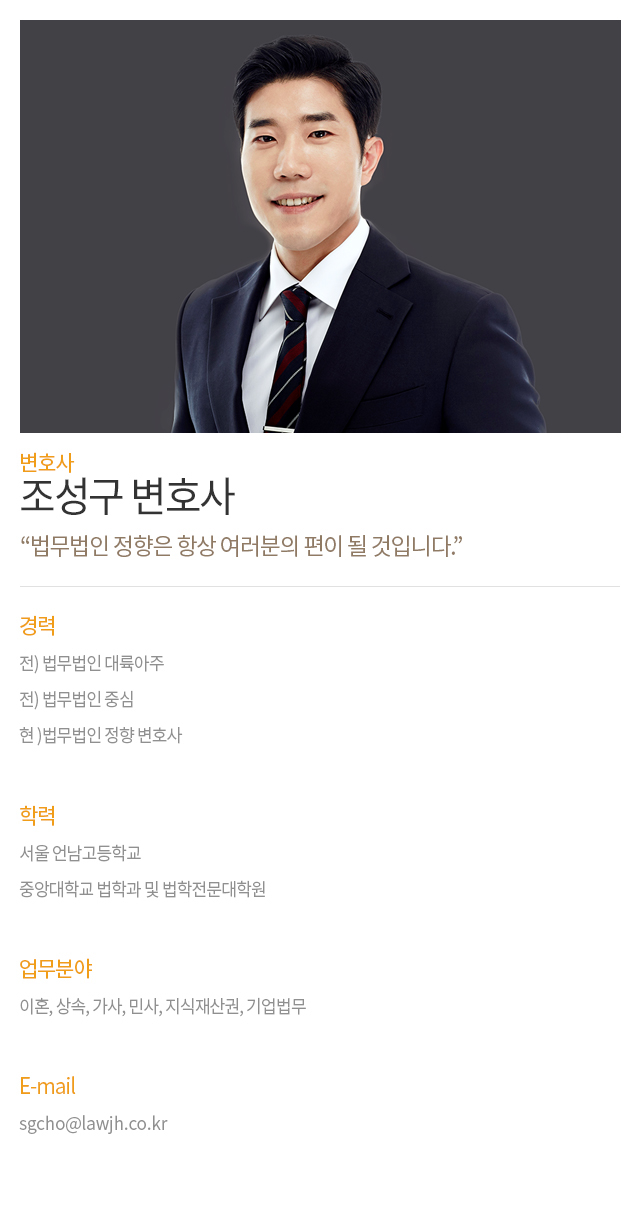 변호사
조성구 변호사
“법무법인 정향은 항상 여러분의 편이 될 것입니다.”
경력
전) 법무법인 대륙아주
전) 법무법인 중심
현 )법무법인 정향 변호사
학력
서울 언남고등학교
중앙대학교 법학과 및 법학전문대학원
업무분야
이혼, 상속, 가사, 민사, 지식재산권, 기업법무
E-mail
sgcho@lawjh.co.kr